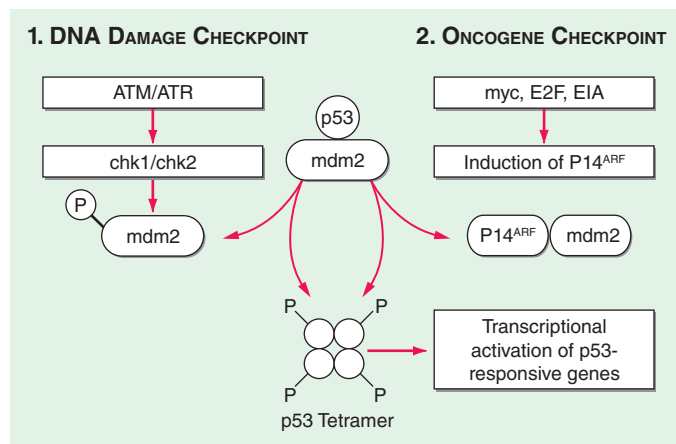 1. DNA DAMAGE CHECKPOINT
2. ONCOGENE CHECKPOINT
ATM/ATR
myc, E2F, EIA
p53
mdm2
chk1/chk2
Induction of P14ARF
P
mdm2
P14ARF
mdm2
P
P
P
P
p53 Tetramer
Transcriptional
activation of p53-
responsive genes